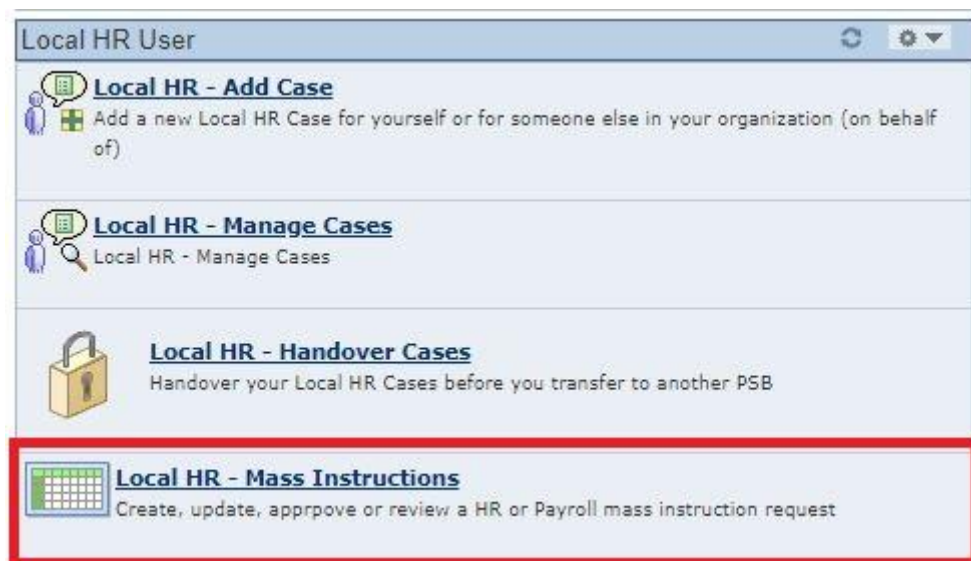 Local HR User
Local HR - Add Case
Add a new Local HR Case for yourself or for someone else in your organization (on behalf
of)
Local HR - Manage Cases
Local HR - Manage Cases
Local HR - Handover Cases
Handover your Local HR Cases before you transfer to another PSB
Local HR - Mass Instructions
Create, update, apprpove or review a HR or Payroll mass instruction request